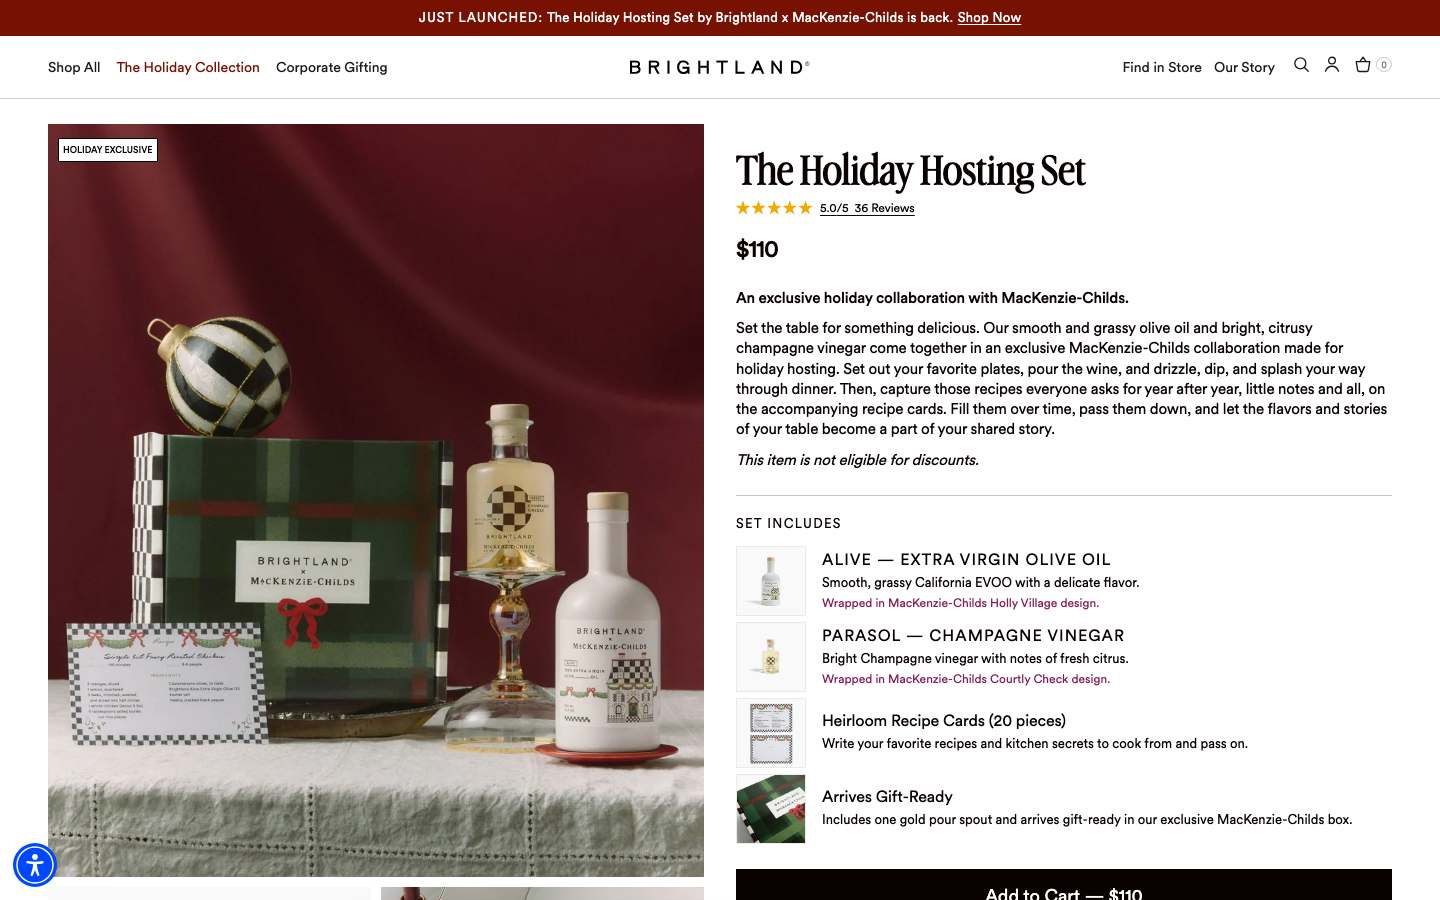 JUST LAUNCHED: The Holiday Hosting Set by Brightland x MacKenzie-Childs is back. Shop Now
Shop All
The Holiday Collection
Corporate Gifting
BRIGHTLAND®
Find in Store
Our Story
0
HOLIDAY EXCLUSIVE
BRIGHTLAND®
×
MACKENZIE-CHILDS
Recipe
INGREDIENTS
BRIGHTLAND®
BRIGHTLAND®
×
MACKENZIE-CHILDS
The Holiday Hosting Set
5.0/5 36 Reviews
$110
An exclusive holiday collaboration with MacKenzie-Childs.
Set the table for something delicious. Our smooth and grassy olive oil and bright, citrusy
champagne vinegar come together in an exclusive MacKenzie-Childs collaboration made for
holiday hosting. Set out your favorite plates, pour the wine, and drizzle, dip, and splash your way
through dinner. Then, capture those recipes everyone asks for year after year, little notes and all, on
the accompanying recipe cards. Fill them over time, pass them down, and let the flavors and stories
of your table become a part of your shared story.
This item is not eligible for discounts.
SET INCLUDES
ALIVE — EXTRA VIRGIN OLIVE OIL
Smooth, grassy California EVOO with a delicate flavor.
Wrapped in MacKenzie-Childs Holly Village design.
PARASOL — CHAMPAGNE VINEGAR
Bright Champagne vinegar with notes of fresh citrus.
Wrapped in MacKenzie-Childs Courtly Check design.
Heirloom Recipe Cards (20 pieces)
Write your favorite recipes and kitchen secrets to cook from and pass on.
Arrives Gift-Ready
Includes one gold pour spout and arrives gift-ready in our exclusive MacKenzie-Childs box.
Add to Cart — $110